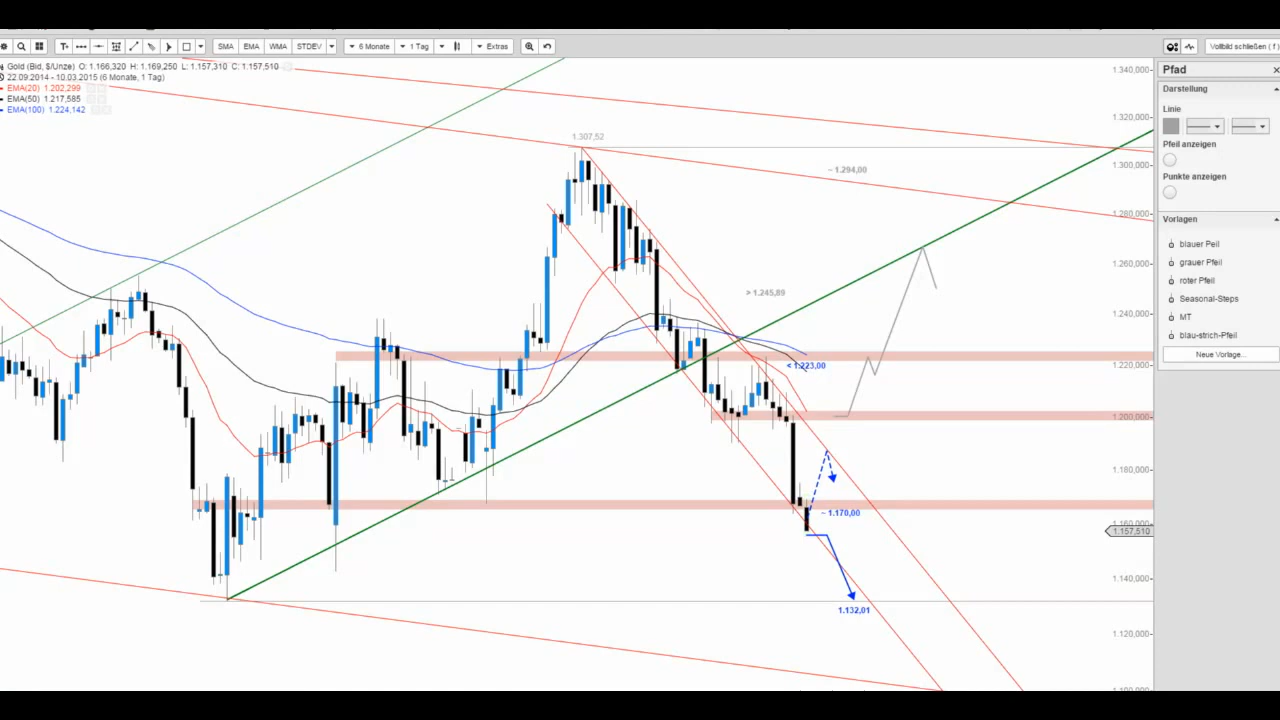 SMA EMA WMA STDEV 6 Monate 1 Tag Extras Vollbild schließen ( f )
Gold (Bid, $/Unze) O: 1.166,320 H: 1.169,250 L: 1.157,310 C: 1.157,510
22.09.2014 - 10.03.2015 (6 Monate, 1 Tag)
EMA(20) 1.202,299
EMA(50) 1.217,585
EMA(100) 1.224,142
1.307,52
~ 1.294,00
> 1.245,89
< 1.223,00
~ 1.170,00
1.132,01
1.340,000
1.320,000
1.300,000
1.280,000
1.260,000
1.240,000
1.220,000
1.200,000
1.180,000
1.160,000
1.157,510
1.140,000
1.120,000
Pfad
Darstellung
Linie
Pfeil anzeigen
Punkte anzeigen
Vorlagen
blauer Peil
grauer Pfeil
roter Pfeil
Seasonal-Steps
MT
blau-strich-Pfeil
Neue Vorlage...